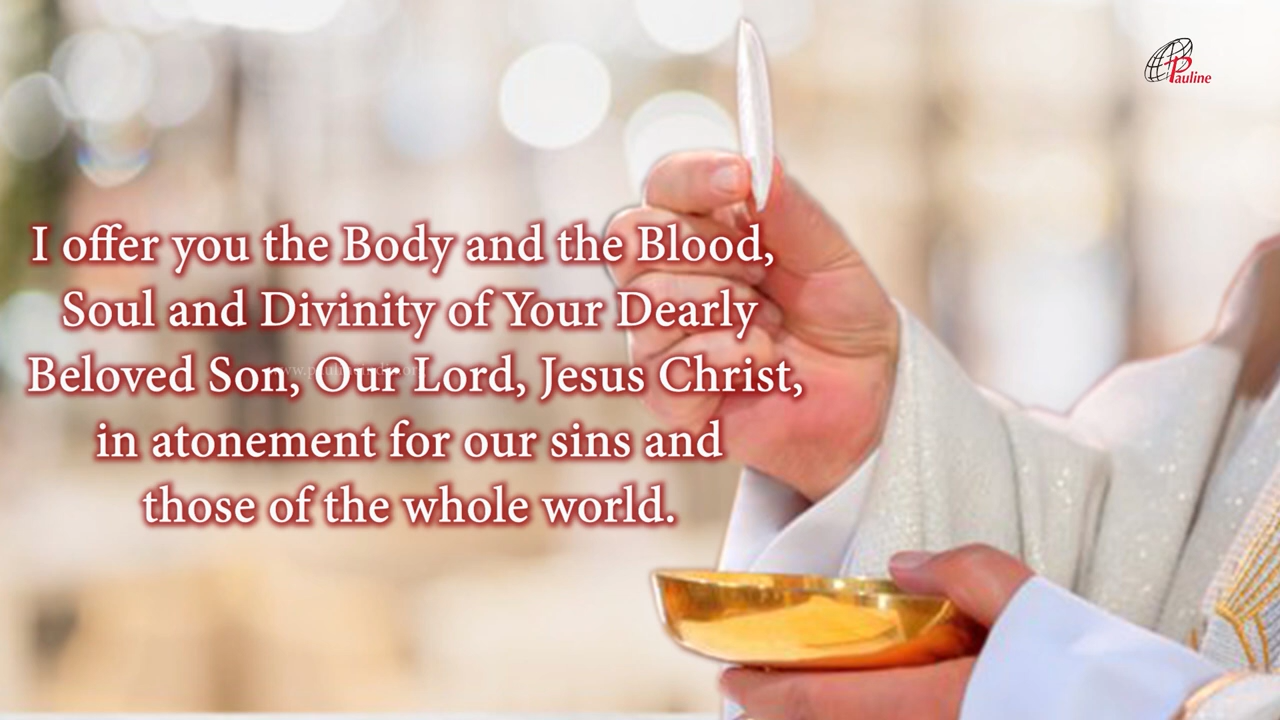 Pauline
I offer you the Body and the Blood,
Soul and Divinity of Your Dearly
Beloved Son, Our Lord, Jesus Christ,
in atonement for our sins and
those of the whole world.